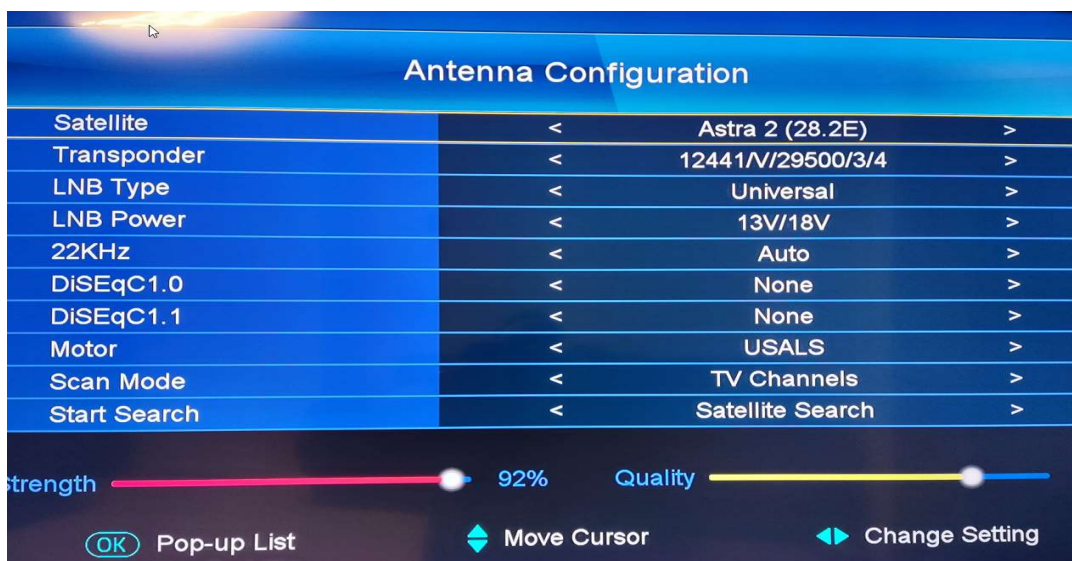 Antenna Configuration
Satellite < Astra 2 (28.2E) >
Transponder < 12441/V/29500/3/4 >
LNB Type < Universal >
LNB Power < 13V/18V >
22KHz < Auto >
DiSEqC1.0 < None >
DiSEqC1.1 < None >
Motor < USALS >
Scan Mode < TV Channels >
Start Search < Satellite Search >
Strength 92% Quality
OK Pop-up List Move Cursor Change Setting